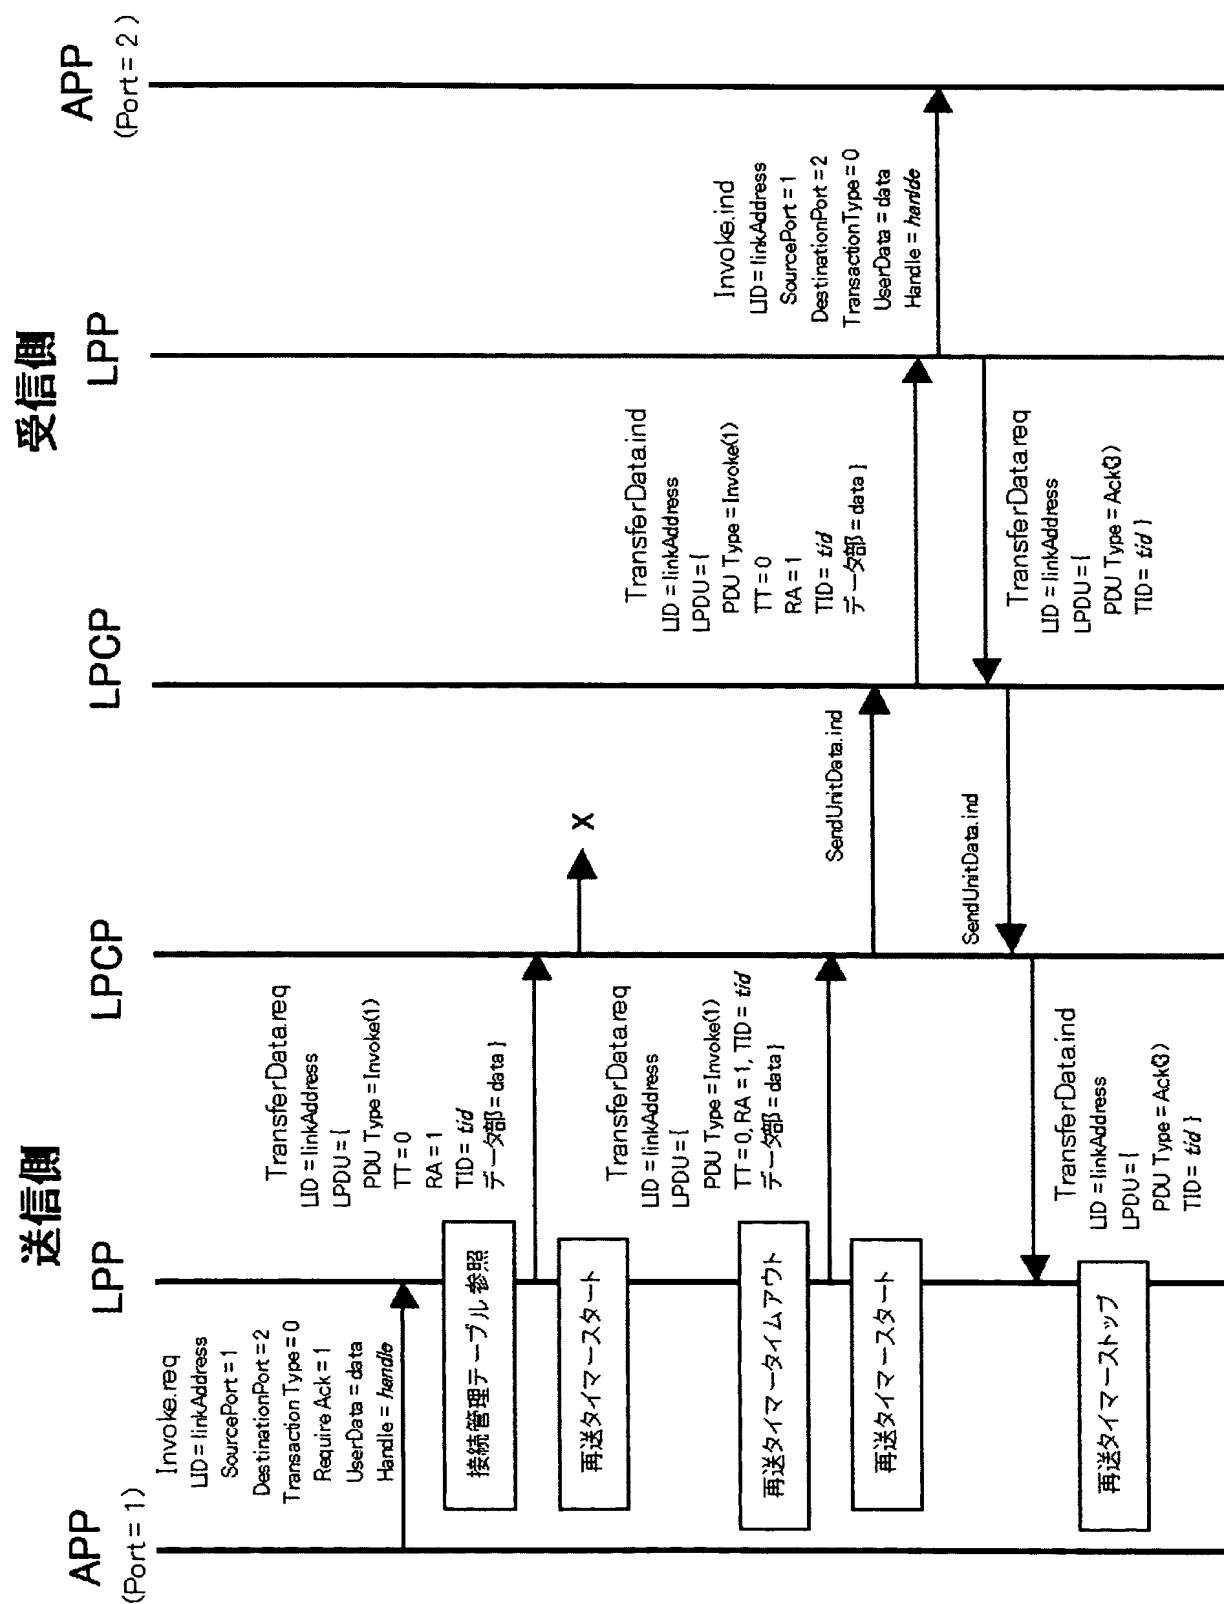 送信側
受信側
APP
(Port = 1)
LPP
LPCP
LPCP
LPP
APP
(Port = 2)
Invoke.req
LID = linkAddress
SourcePort = 1
DestinationPort = 2
Transaction Type = 0
Require Ack = 1
UserData = data
Handle = handle
接続管理テーブル参照
TransferData.req
LID = linkAddress
LPDU = {
PDU Type = Invoke(1)
TT = 0
RA = 1
TID = tid
データ部 = data }
再送タイマースタート
X
再送タイマータイムアウト
TransferData.req
LID = linkAddress
LPDU = {
PDU Type = Invoke(1)
TT = 0, RA = 1, TID = tid
データ部 = data }
再送タイマースタート
SendUnitData.ind
TransferData.ind
LID = linkAddress
LPDU = {
PDU Type = Invoke(1)
TT = 0
RA = 1
TID = tid
データ部 = data }
Invoke.ind
LID = linkAddress
SourcePort = 1
DestinationPort = 2
Transaction Type = 0
UserData = data
Handle = handle
TransferData.req
LID = linkAddress
LPDU = {
PDU Type = Ack(3)
TID = tid }
SendUnitData.ind
TransferData.ind
LID = linkAddress
LPDU = {
PDU Type = Ack(3)
TID = tid }
再送タイマーストップ